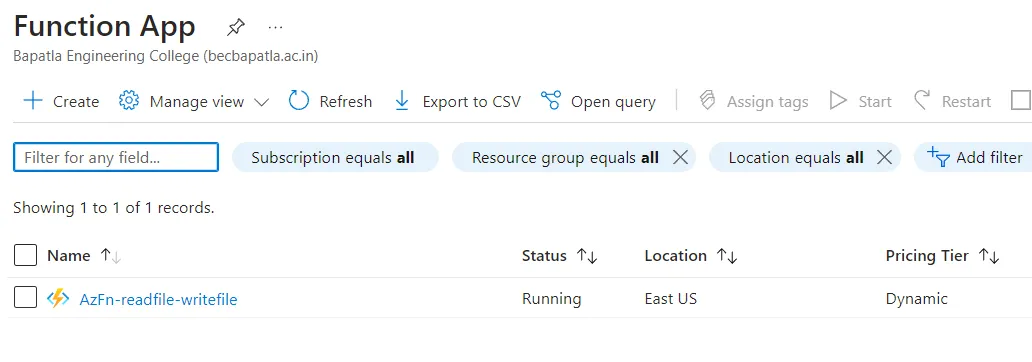 Function App ...
Bapatla Engineering College (becbapatla.ac.in)
Create Manage view Refresh Export to CSV Open query Assign tags Start Restart
Filter for any field... Subscription equals all Resource group equals all Location equals all Add filter
Showing 1 to 1 of 1 records.
Name Status Location Pricing Tier
AzFn-readfile-writefile Running East US Dynamic